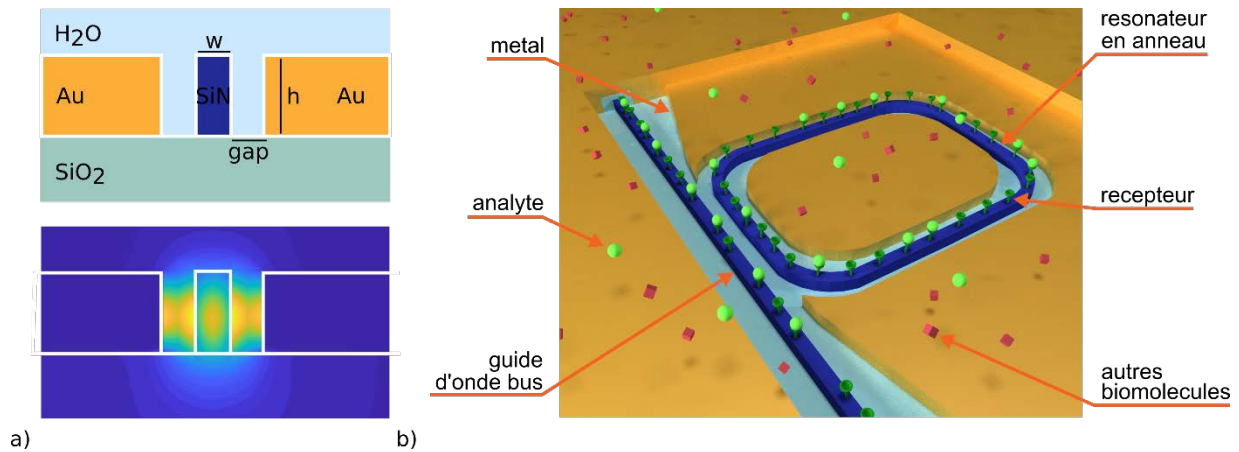 H2O
w
Au
SiN
h
Au
gap
SiO2
a)
metal
resonateur
en anneau
analyte
recepteur
guide
d'onde bus
autres
biomolecules
b)